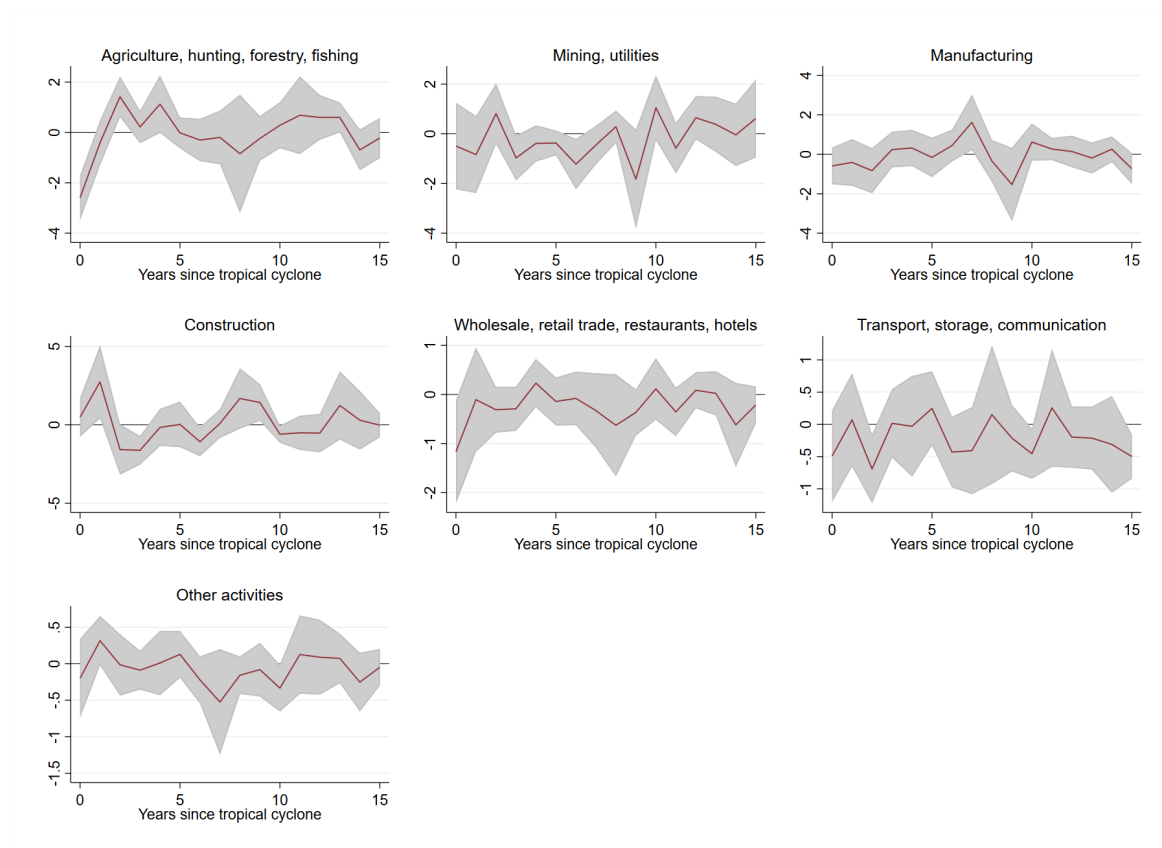 Agriculture, hunting, forestry, fishing
2
0
-2
-4
0 5 10 15
Years since tropical cyclone
Mining, utilities
2
0
-2
-4
0 5 10 15
Years since tropical cyclone
Manufacturing
4
2
0
-2
-4
0 5 10 15
Years since tropical cyclone
Construction
5
0
-5
0 5 10 15
Years since tropical cyclone
Wholesale, retail trade, restaurants, hotels
1
0
-1
-2
0 5 10 15
Years since tropical cyclone
Transport, storage, communication
1
.5
0
-.5
-1
0 5 10 15
Years since tropical cyclone
Other activities
.5
0
-.5
-1
-1.5
0 5 10 15
Years since tropical cyclone